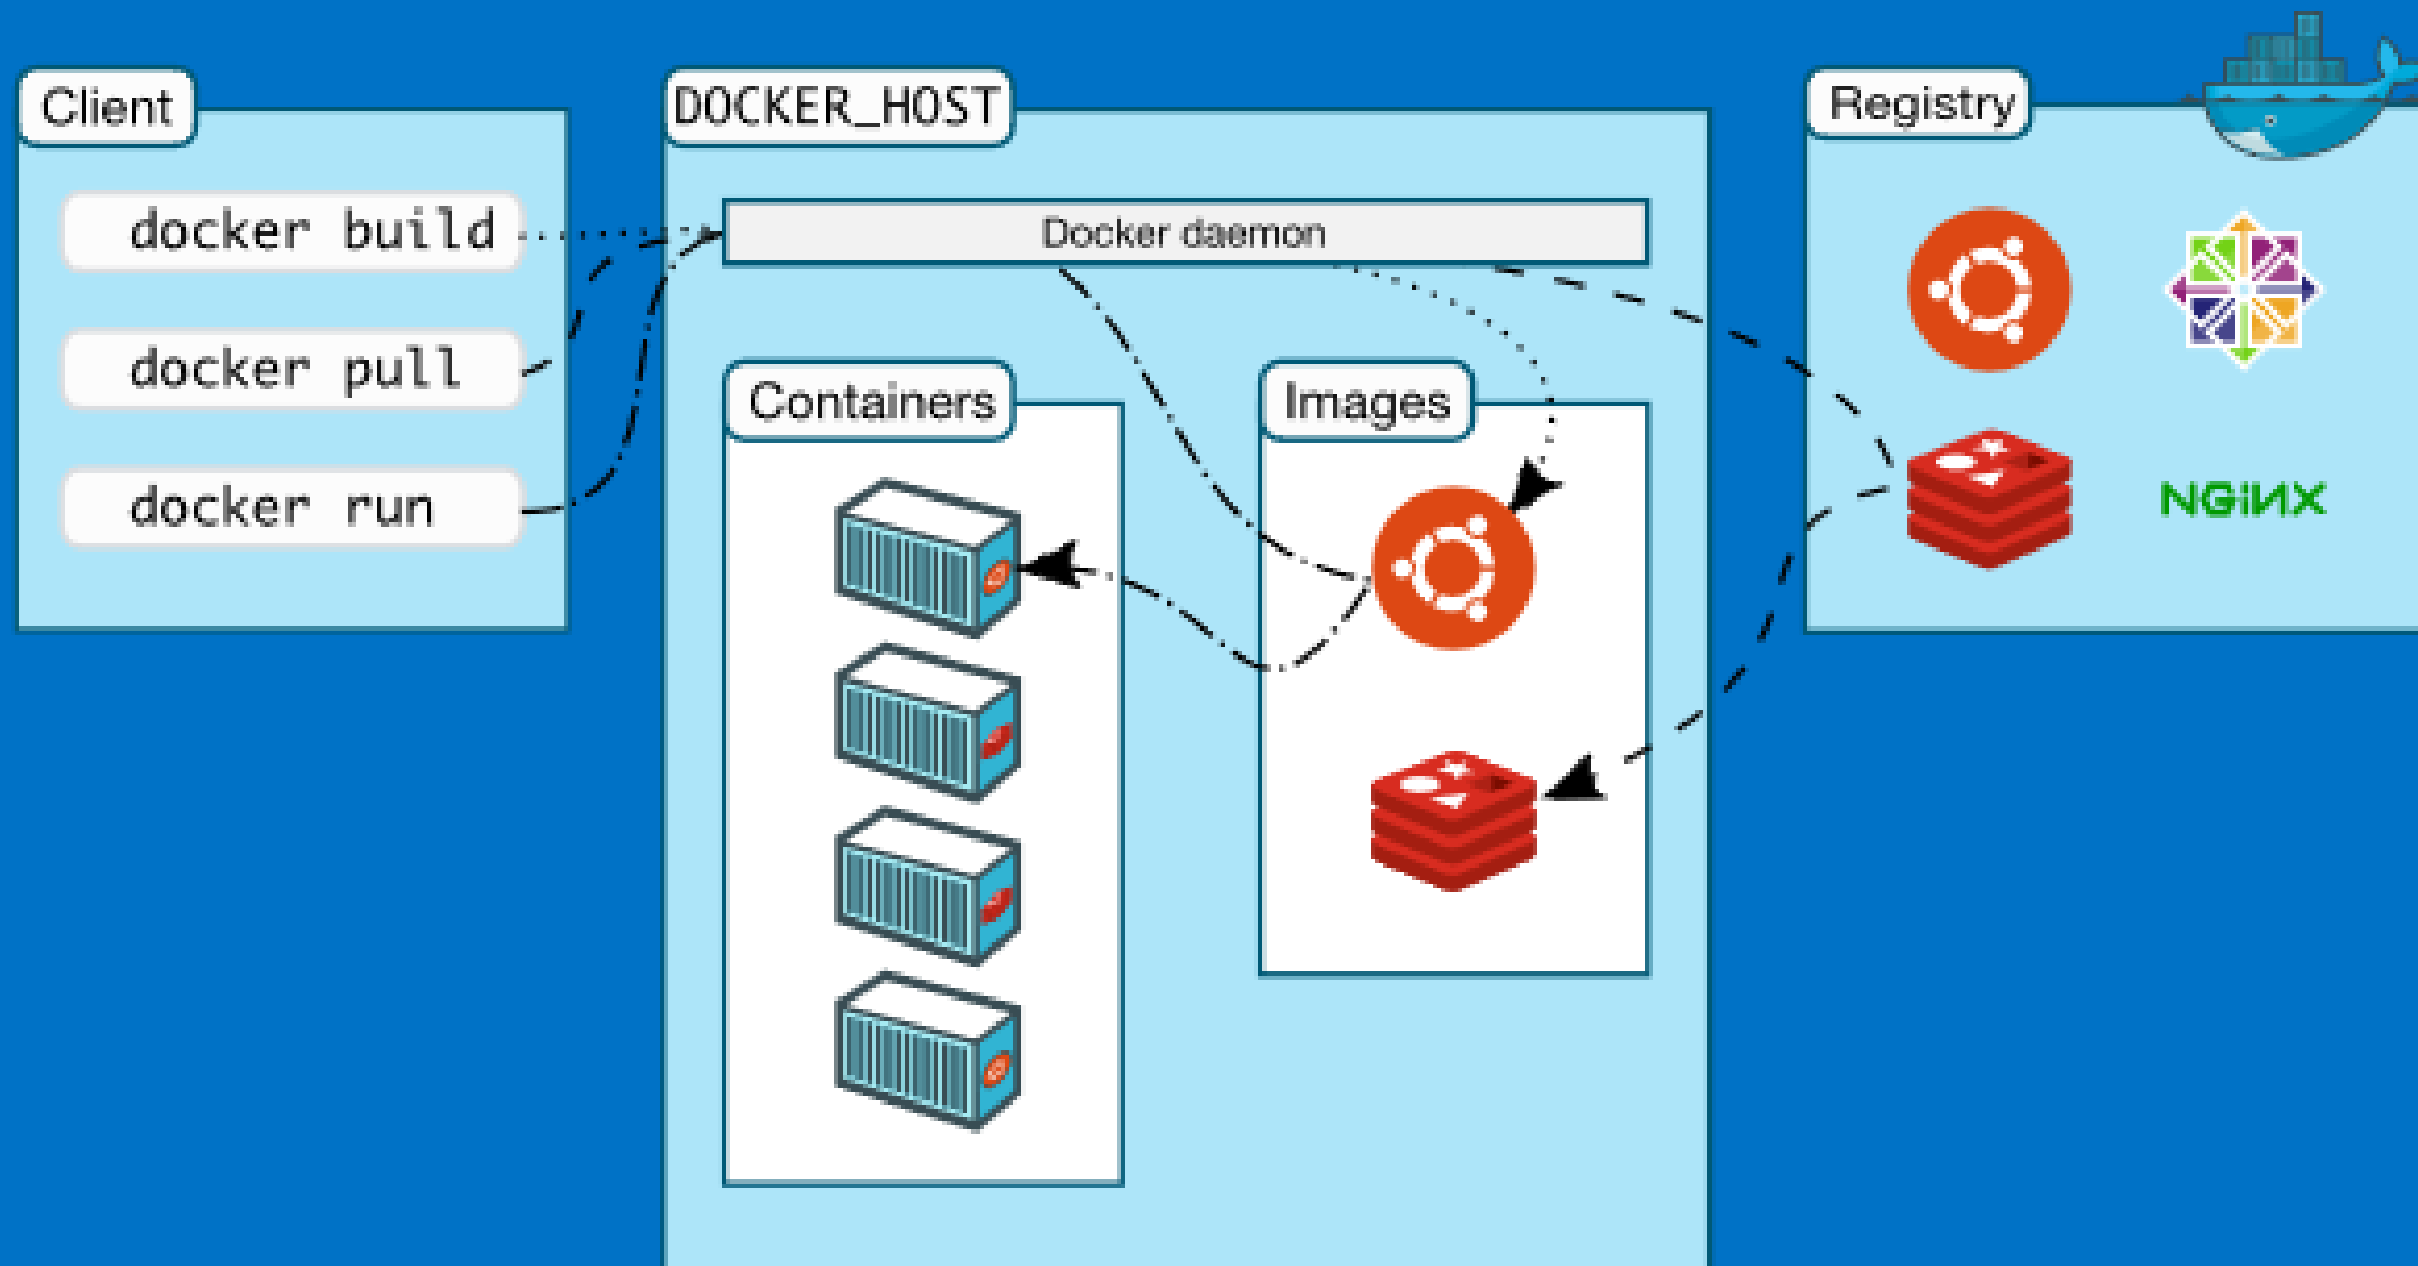 Client
docker build
docker pull
docker run
DOCKER_HOST
Docker daemon
Containers
Images
Registry
NGiNX